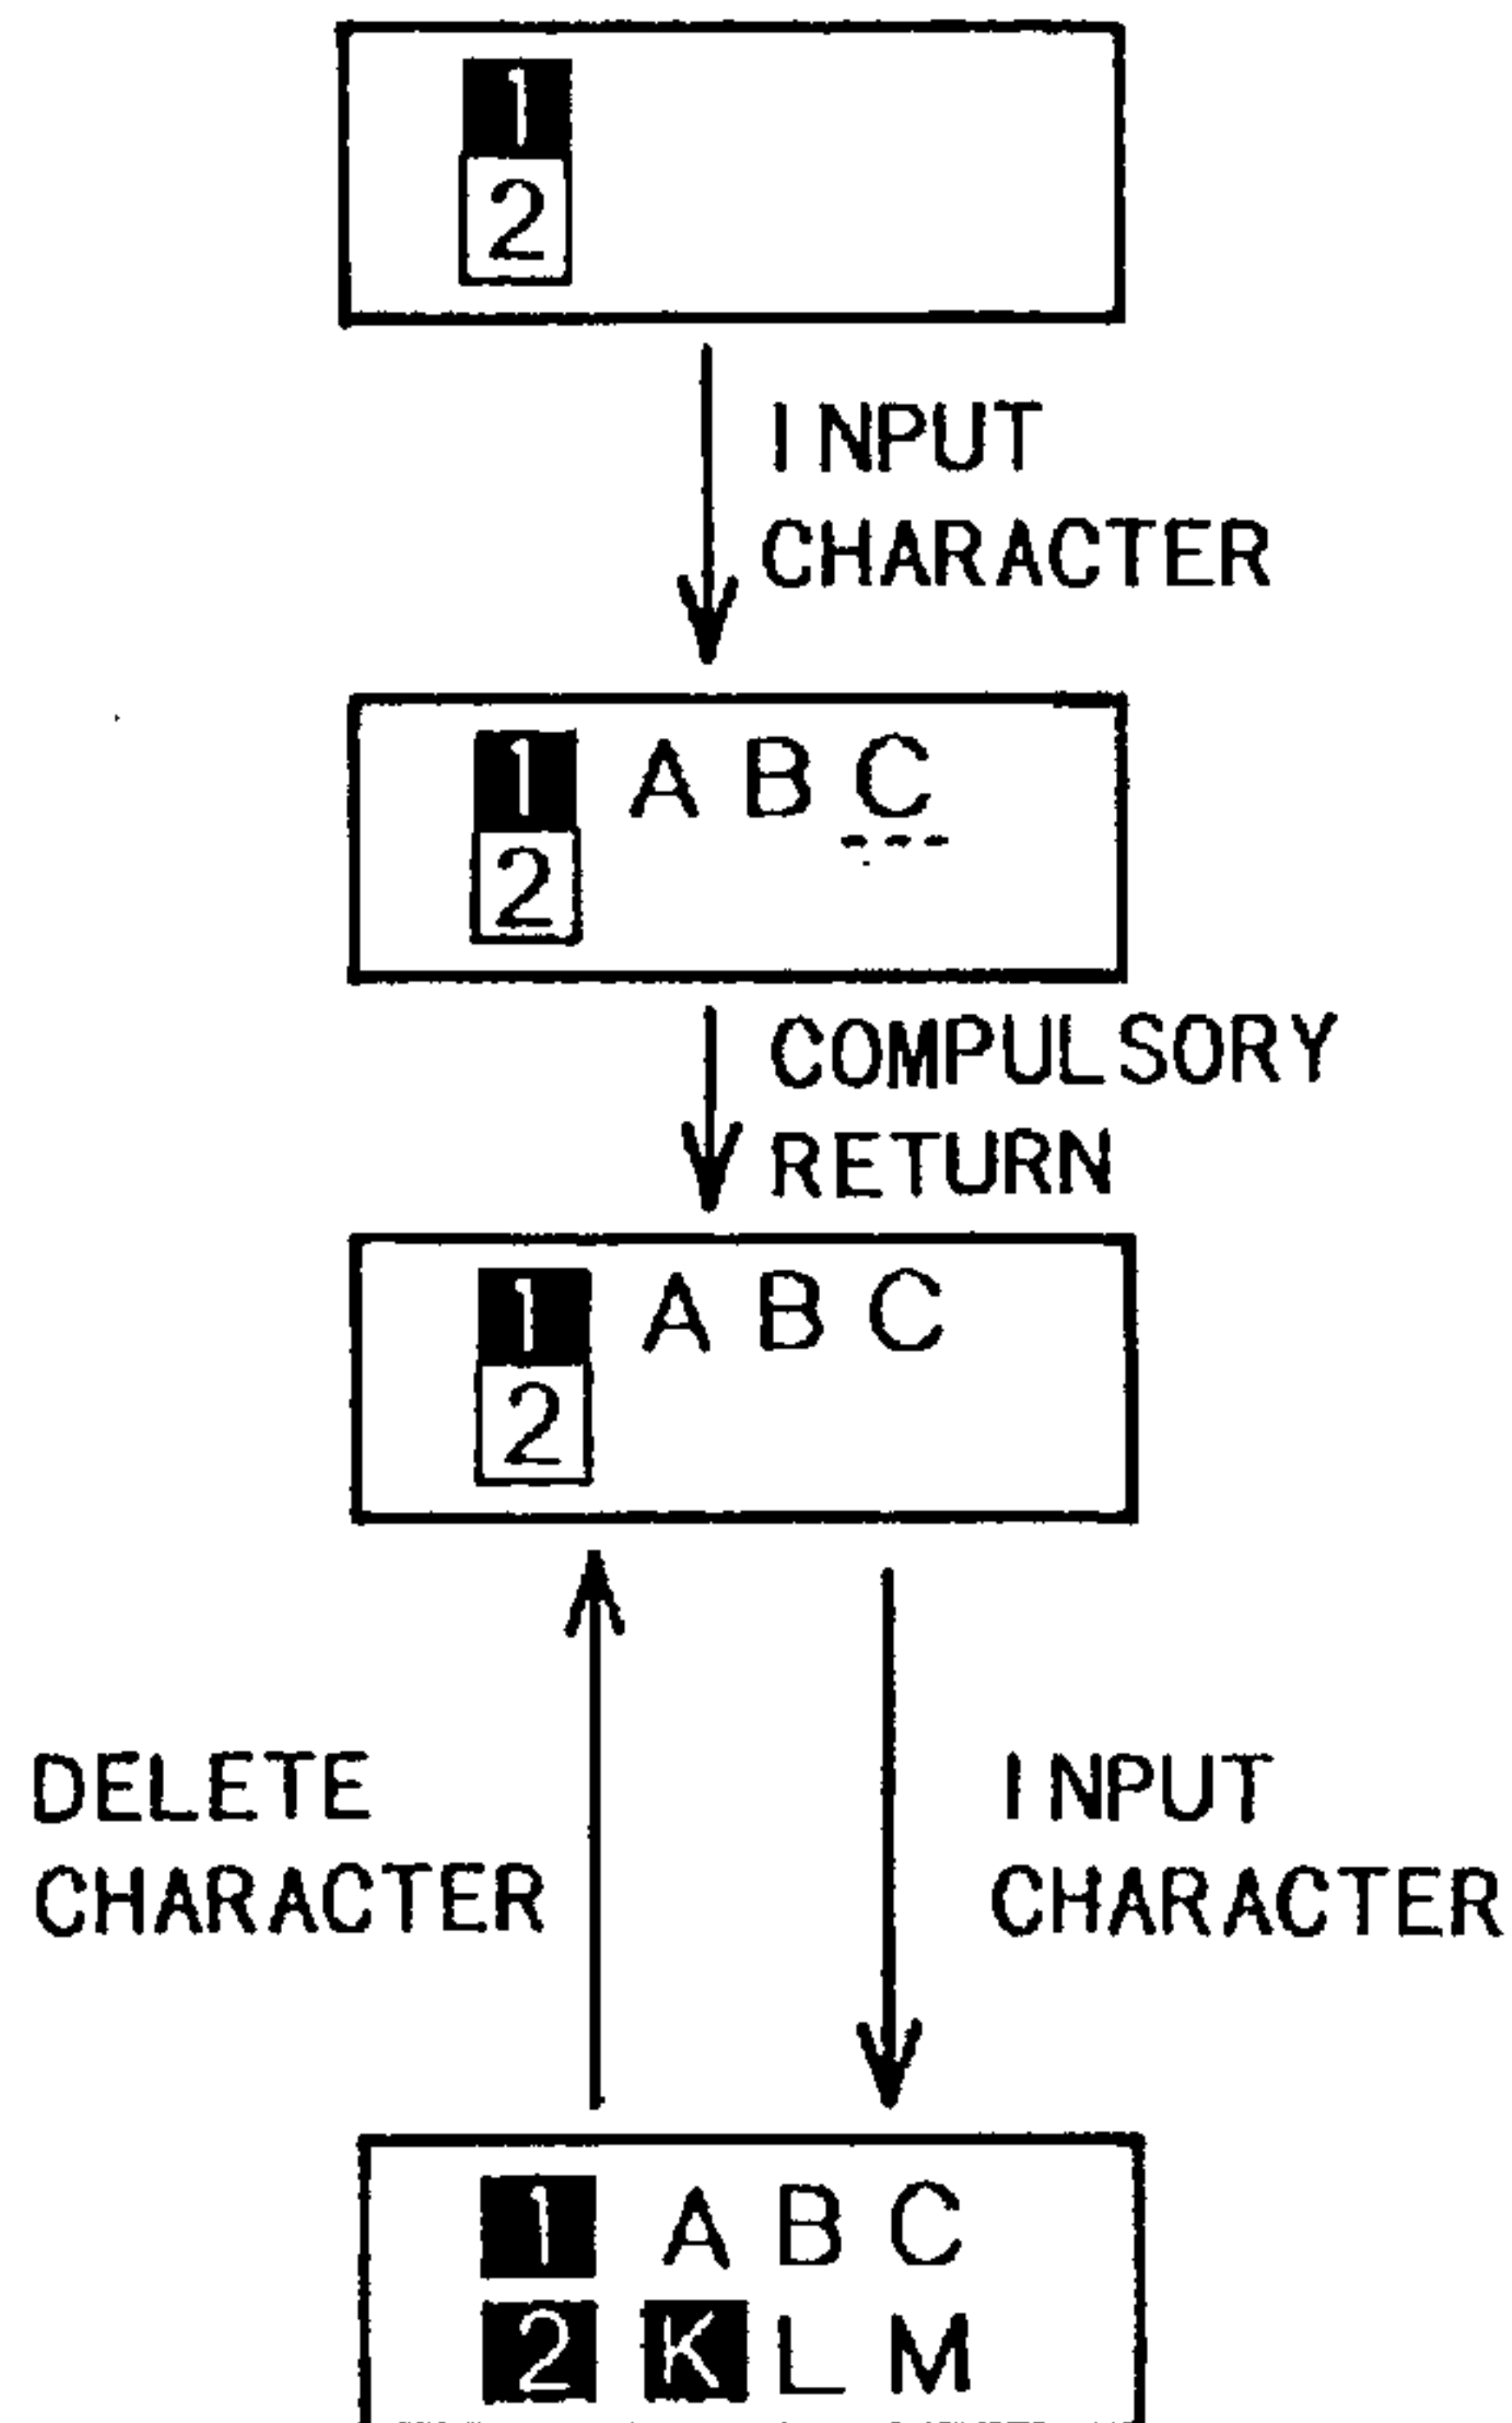 1
2
INPUT
CHARACTER
1 A B C
2
COMPULSORY
RETURN
1 A B C
2
DELETE
CHARACTER
INPUT
CHARACTER
1 A B C
2 K L M